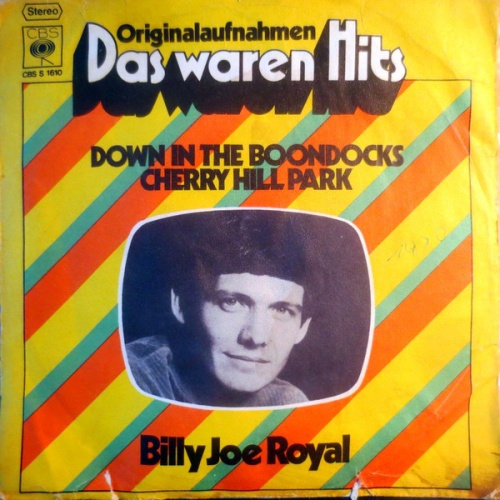 Stereo
CBS
CBS S 1610
Originalaufnahmen
Das waren Hits
DOWN IN THE BOONDOCKS
CHERRY HILL PARK
Billy Joe Royal